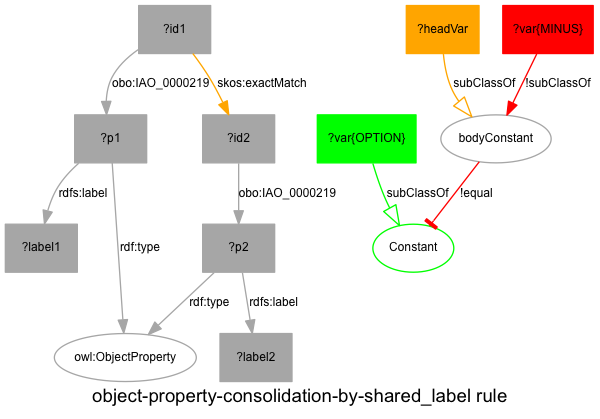 ?id1
?headVar
?var{MINUS}
obo:IAO_0000219
skos:exactMatch
subClassOf
!subClassOf
?p1
?id2
?var{OPTION}
bodyConstant
rdfs:label
obo:IAO_0000219
subClassOf
!equal
?label1
rdf:type
?p2
Constant
rdf:type
rdfs:label
owl:ObjectProperty
?label2
object-property-consolidation-by-shared_label rule